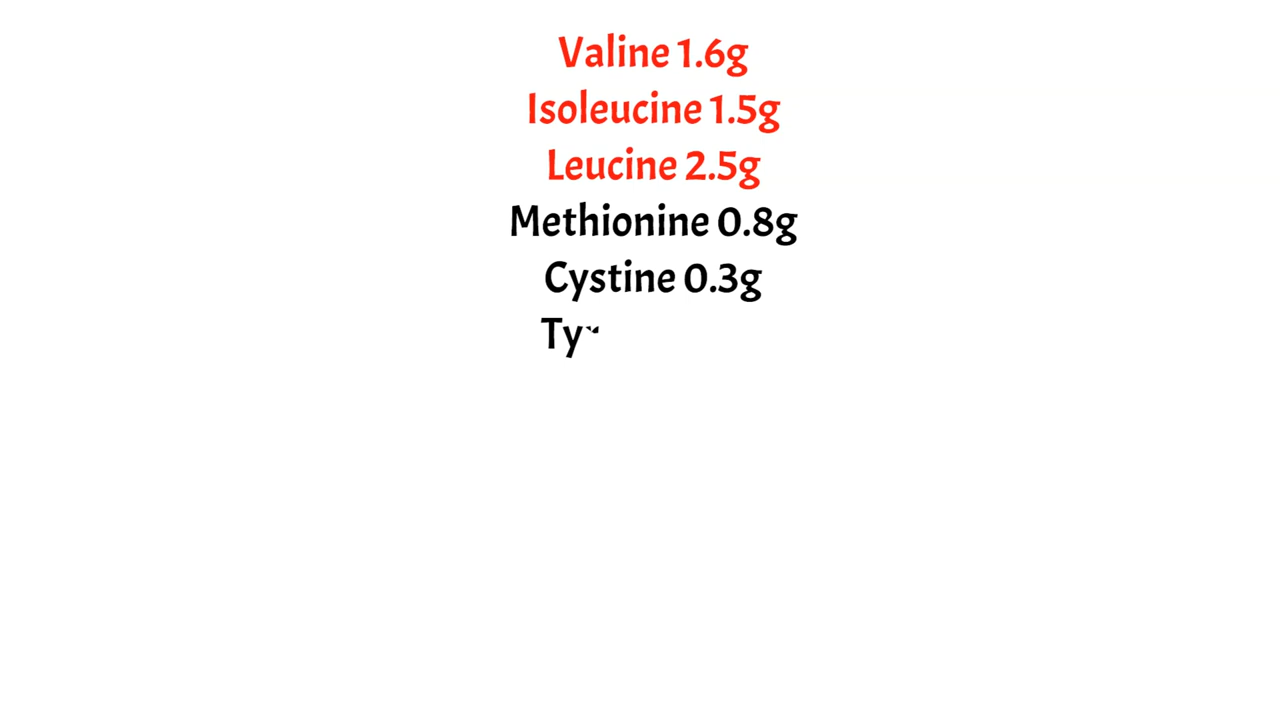 Valine 1.6g
Isoleucine 1.5g
Leucine 2.5g
Methionine 0.8g
Cystine 0.3g
Ty